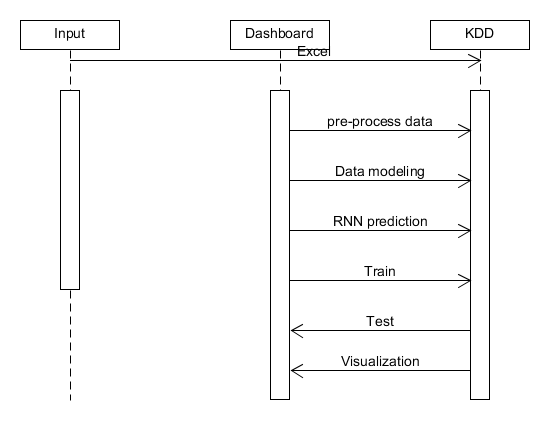 Input
Dashboard
KDD
Excel
pre-process data
Data modeling
RNN prediction
Train
Test
Visualization